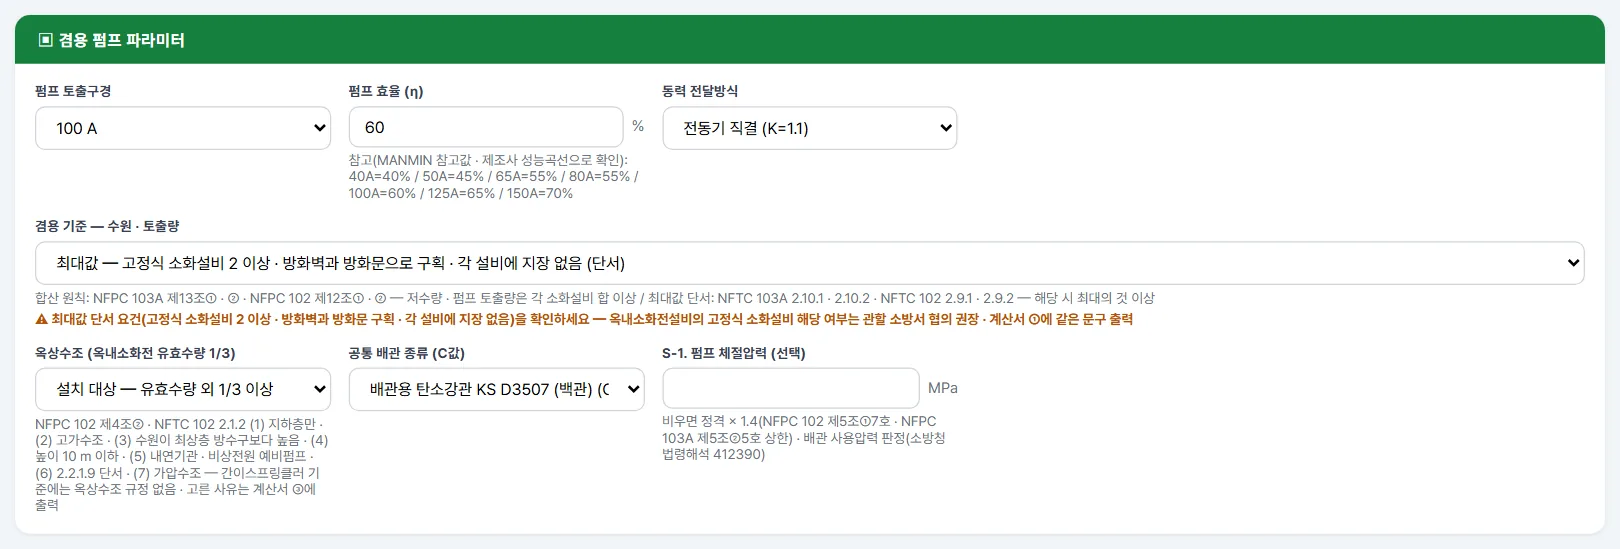 ▣ 겸용 펌프 파라미터
펌프 토출구경
펌프 효율 (η)
동력 전달방식
100 A
60
%
전동기 직결 (K=1.1)
참고(MANMIN 참고값 · 제조사 성능곡선으로 확인):
40A=40% / 50A=45% / 65A=55% / 80A=55% /
100A=60% / 125A=65% / 150A=70%
겸용 기준 — 수원 · 토출량
최대값 — 고정식 소화설비 2 이상 · 방화벽과 방화문으로 구획 · 각 설비에 지장 없음 (단서)
합산 원칙: NFPC 103A 제13조① · ② · NFPC 102 제12조① · ② — 저수량 · 펌프 토출량은 각 소화설비 합 이상 / 최대값 단서: NFTC 103A 2.10.1 · 2.10.2 · NFTC 102 2.9.1 · 2.9.2 — 해당 시 최대의 것 이상
⚠ 최대값 단서 요건(고정식 소화설비 2 이상 · 방화벽과 방화문 구획 · 각 설비에 지장 없음)을 확인하세요 — 옥내소화전설비의 고정식 소화설비 해당 여부는 관할 소방서 협의 권장 · 계산서 ①에 같은 문구 출력
옥상수조 (옥내소화전 유효수량 1/3)
공통 배관 종류 (C값)
S-1. 펌프 체절압력 (선택)
설치 대상 — 유효수량 외 1/3 이상
배관용 탄소강관 KS D3507 (백관) (C
MPa
NFPC 102 제4조② · NFTC 102 2.1.2 (1) 지하층만 ·
(2) 고가수조 · (3) 수원이 최상층 방수구보다 높음 · (4)
높이 10 m 이하 · (5) 내연기관 · 비상전원 예비펌프 ·
(6) 2.2.1.9 단서 · (7) 가압수조 — 간이스프링클러 기
준에는 옥상수조 규정 없음 · 고른 사유는 계산서 ③에
출력
비우면 정격 × 1.4(NFPC 102 제5조①7호 · NFPC
103A 제5조②5호 상한) · 배관 사용압력 판정(소방청
법령해석 412390)